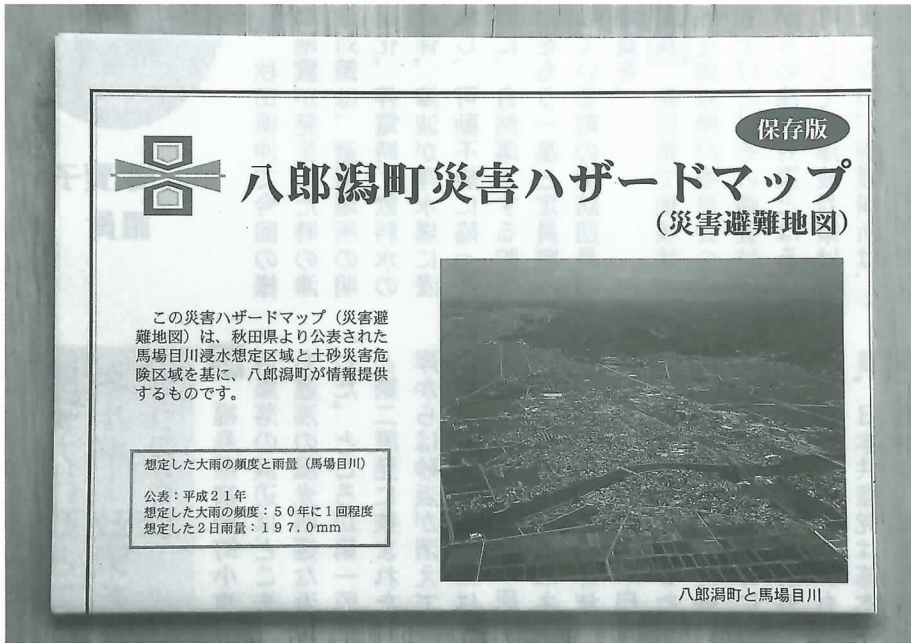 保存版
八郎潟町災害ハザードマップ
(災害避難地図)
この災害ハザードマップ(災害避
難地図)は、秋田県より公表された
馬場目川浸水想定区域と土砂災害危
険区域を基に、八郎潟町が情報提供
するものです。
想定した大雨の頻度と雨量(馬場目川)
公表:平成21年
想定した大雨の頻度:50年に1回程度
想定した2日雨量:197.0mm
八郎潟町と馬場目川